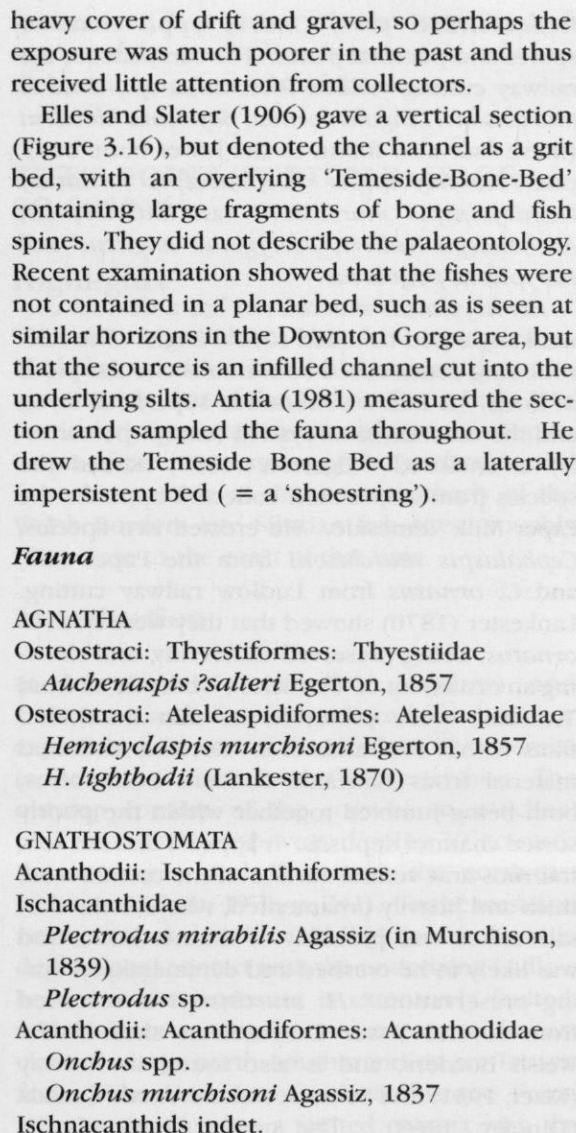 heavy cover of drift and gravel, so perhaps the
exposure was much poorer in the past and thus
received little attention from collectors.
Elles and Slater (1906) gave a vertical section
(Figure 3.16), but denoted the channel as a grit
bed, with an overlying 'Temeside-Bone-Bed'
containing large fragments of bone and fish
spines. They did not describe the palaeontology.
Recent examination showed that the fishes were
not contained in a planar bed, such as is seen at
similar horizons in the Downton Gorge area, but
that the source is an infilled channel cut into the
underlying silts. Antia (1981) measured the sec-
tion and sampled the fauna throughout. He
drew the Temeside Bone Bed as a laterally
impersistent bed ( = a 'shoestring').
Fauna
AGNATHA
Osteostraci: Thyestiformes: Thyestiidae
Auchenaspis ?salteri Egerton, 1857
Osteostraci: Ateleaspidiformes: Ateleaspididae
Hemicyclaspis murchisoni Egerton, 1857
H. lightbodii (Lankester, 1870)
GNATHOSTOMATA
Acanthodii: Ischnacanthiformes:
Ischacanthidae
Plectrodus mirabilis Agassiz (in Murchison,
1839)
Plectrodus sp.
Acanthodii: Acanthodiformes: Acanthodidae
Onchus spp.
Onchus murchisoni Agassiz, 1837
Ischnacanthids indet.